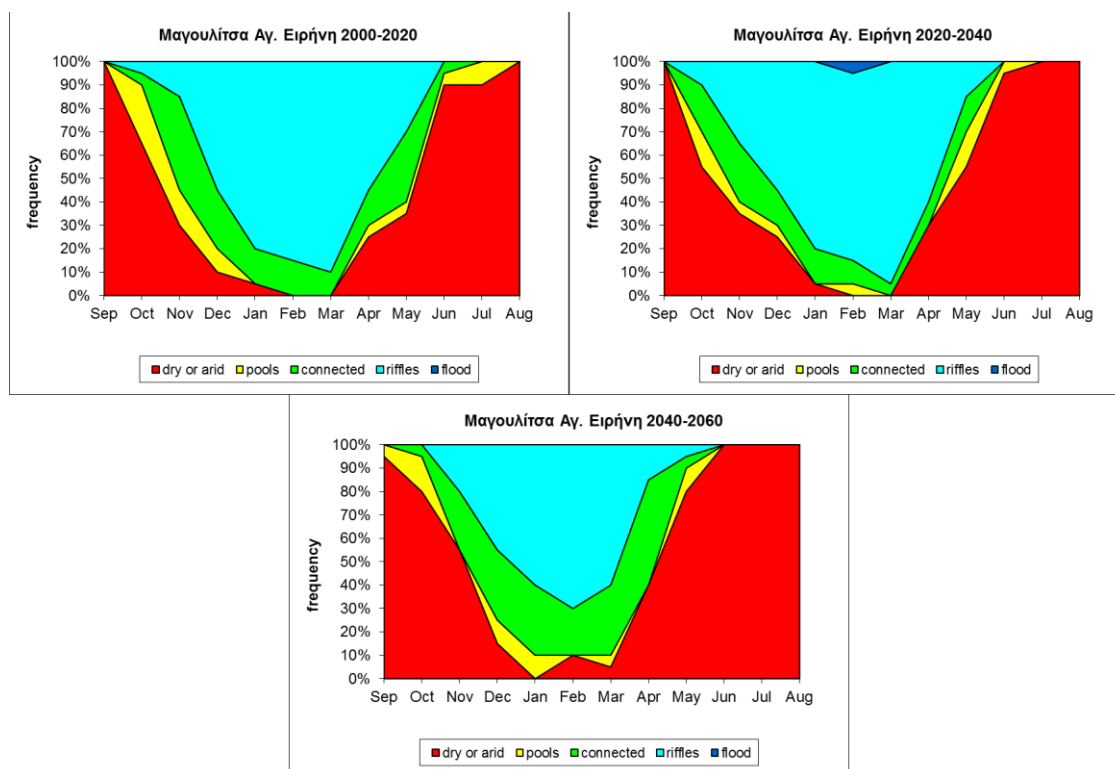 Μαγουλίτσα Αγ. Ειρήνη 2000-2020
100%
90%
80%
70%
60%
50%
40%
30%
20%
10%
0%
frequency
Sep Oct Nov Dec Jan Feb Mar Apr May Jun Jul Aug
dry or arid pools connected riffles flood
Μαγουλίτσα Αγ. Ειρήνη 2020-2040
100%
90%
80%
70%
60%
50%
40%
30%
20%
10%
0%
frequency
Sep Oct Nov Dec Jan Feb Mar Apr May Jun Jul Aug
dry or arid pools connected riffles flood
Μαγουλίτσα Αγ. Ειρήνη 2040-2060
100%
90%
80%
70%
60%
50%
40%
30%
20%
10%
0%
frequency
Sep Oct Nov Dec Jan Feb Mar Apr May Jun Jul Aug
dry or arid pools connected riffles flood